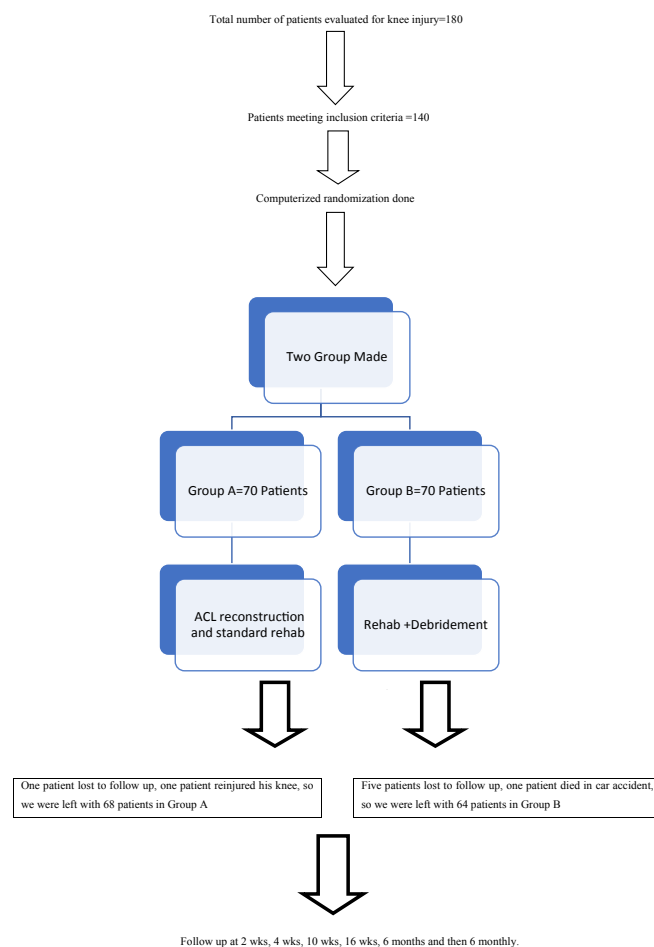 Total number of patients evaluated for knee injury=180
Patients meeting inclusion criteria =140
Computerized randomization done
Two Group Made
Group A=70 Patients
Group B=70 Patients
ACL reconstruction
and standard rehab
Rehab +Debridement
One patient lost to follow up, one patient reinjured his knee, so
we were left with 68 patients in Group A
Five patients lost to follow up, one patient died in car accident,
so we were left with 64 patients in Group B
Follow up at 2 wks, 4 wks, 10 wks, 16 wks, 6 months and then 6 monthly.